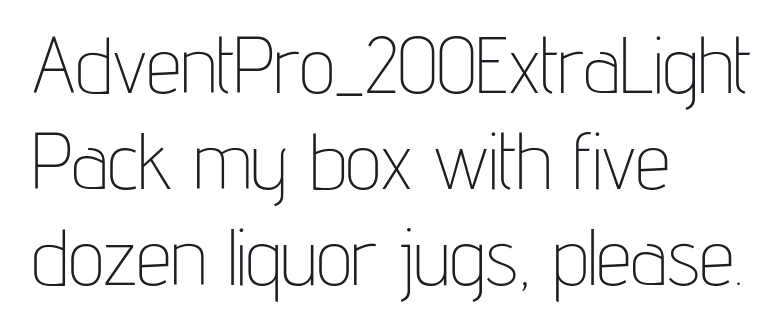 AdventPro_200ExtraLight
Pack my box with five
dozen liquor jugs, please.